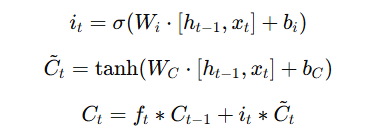 i_t = σ(W_i · [h_{t−1}, x_t] + b_i)
C̃_t = tanh(W_C · [h_{t−1}, x_t] + b_C)
C_t = f_t ∗ C_{t−1} + i_t ∗ C̃_t